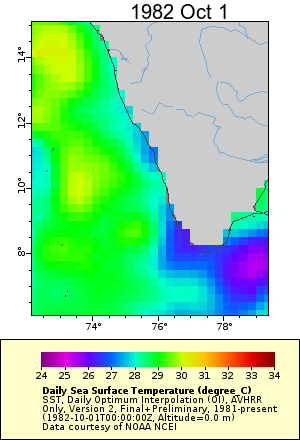 1982 Oct 1
14°
12°
10°
8°
74°
76°
78°
24 25 26 27 28 29 30 31 32 33 34
Daily Sea Surface Temperature (degree_C)
SST, Daily Optimum Interpolation (OI), AVHRR
Only, Version 2, Final+Preliminary, 1981-present
(1982-10-01T00:00:00Z, Altitude=0.0 m)
Data courtesy of NOAA NCEI